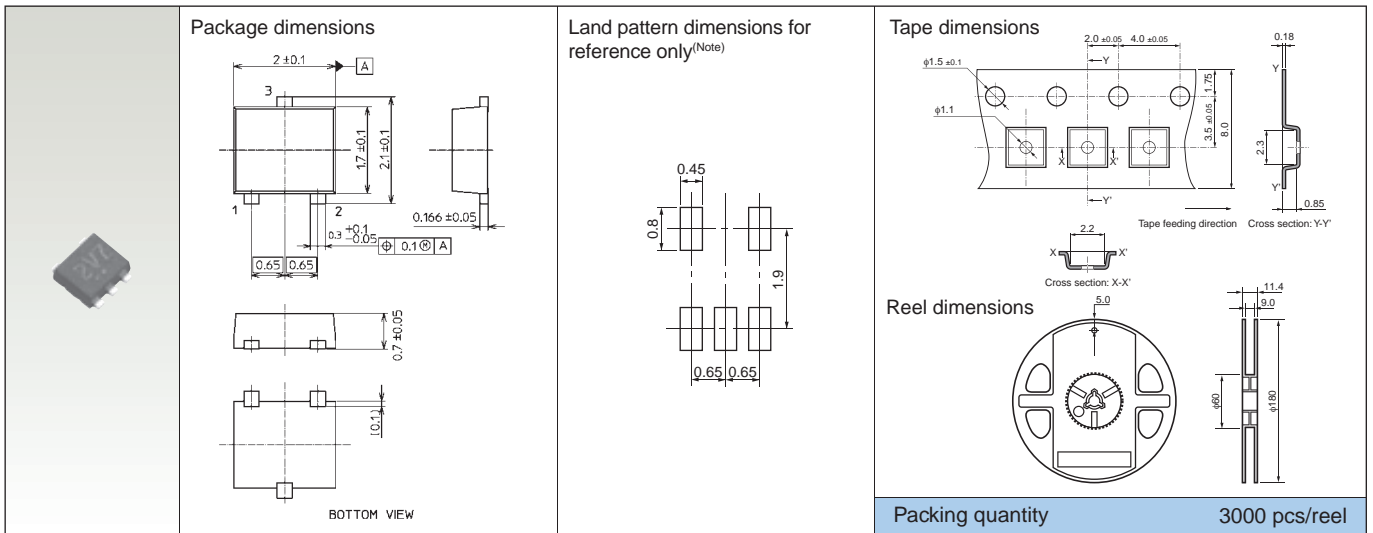 Package dimensions
2 ±0.1
A
3
1.7 ±0.1
2.1 ±0.1
1
2
0.166 ±0.05
0.3 +0.1 −0.05
⌖ 0.1 Ⓜ A
0.65 0.65
0.7 ±0.05
(0.1)
BOTTOM VIEW
2V7
Land pattern dimensions for
reference only(Note)
0.45
0.8
1.9
0.65 0.65
Tape dimensions
2.0 ±0.05
4.0 ±0.05
0.18
φ1.5 ±0.1
Y
Y
1.75
φ1.1
3.5 ±0.05
8.0
2.3
X
X'
Y'
Y'
0.85
Tape feeding direction
Cross section: Y-Y'
2.2
X
X'
Cross section: X-X'
Reel dimensions
5.0
11.4
9.0
φ60
φ180
Packing quantity
3000 pcs/reel